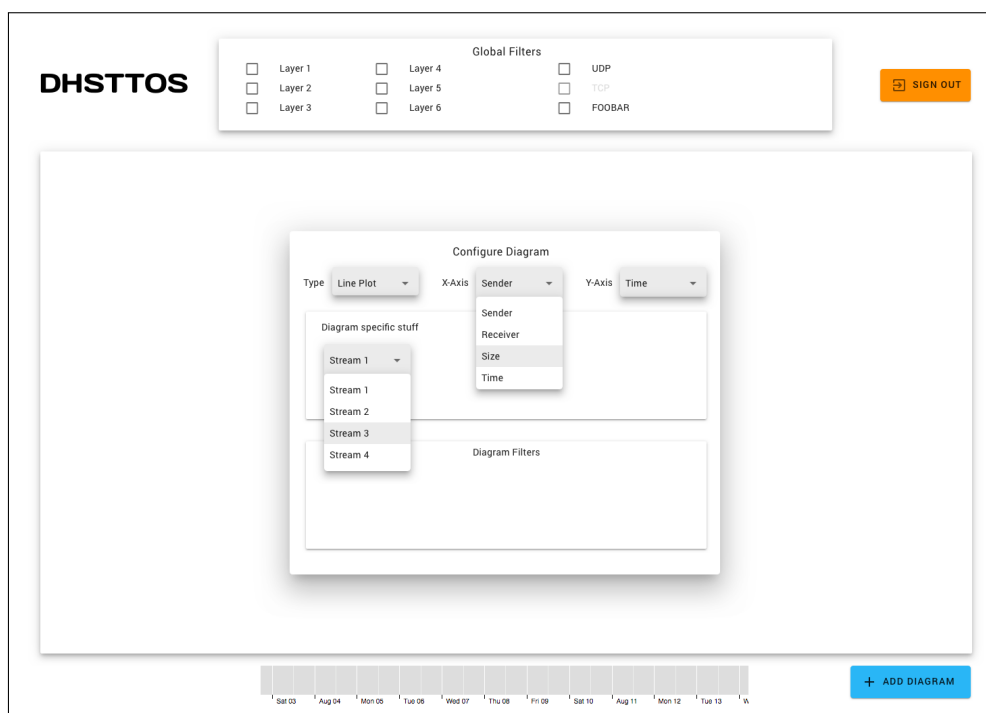 Global Filters
DHSTTOS
Layer 1 Layer 4 UDP
Layer 2 Layer 5 TCP
Layer 3 Layer 6 FOOBAR
SIGN OUT
Configure Diagram
Type Line Plot X-Axis Sender Y-Axis Time
Sender
Receiver
Size
Time
Diagram specific stuff
Stream 1
Stream 1
Stream 2
Stream 3
Stream 4
Diagram Filters
Sat 03 Aug 04 Mon 05 Tue 06 Wed 07 Thu 08 Fri 09 Sat 10 Aug 11 Mon 12 Tue 13
+ ADD DIAGRAM